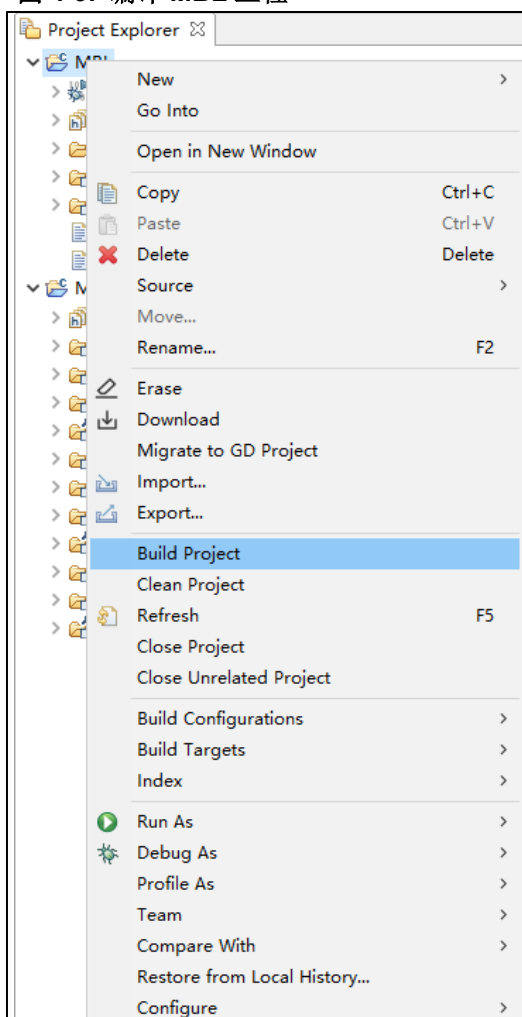 Project Explorer
New
Go Into
Open in New Window
Copy Ctrl+C
Paste Ctrl+V
Delete Delete
Source
Move...
Rename... F2
Erase
Download
Migrate to GD Project
Import...
Export...
Build Project
Clean Project
Refresh F5
Close Project
Close Unrelated Project
Build Configurations
Build Targets
Index
Run As
Debug As
Profile As
Team
Compare With
Restore from Local History...
Configure